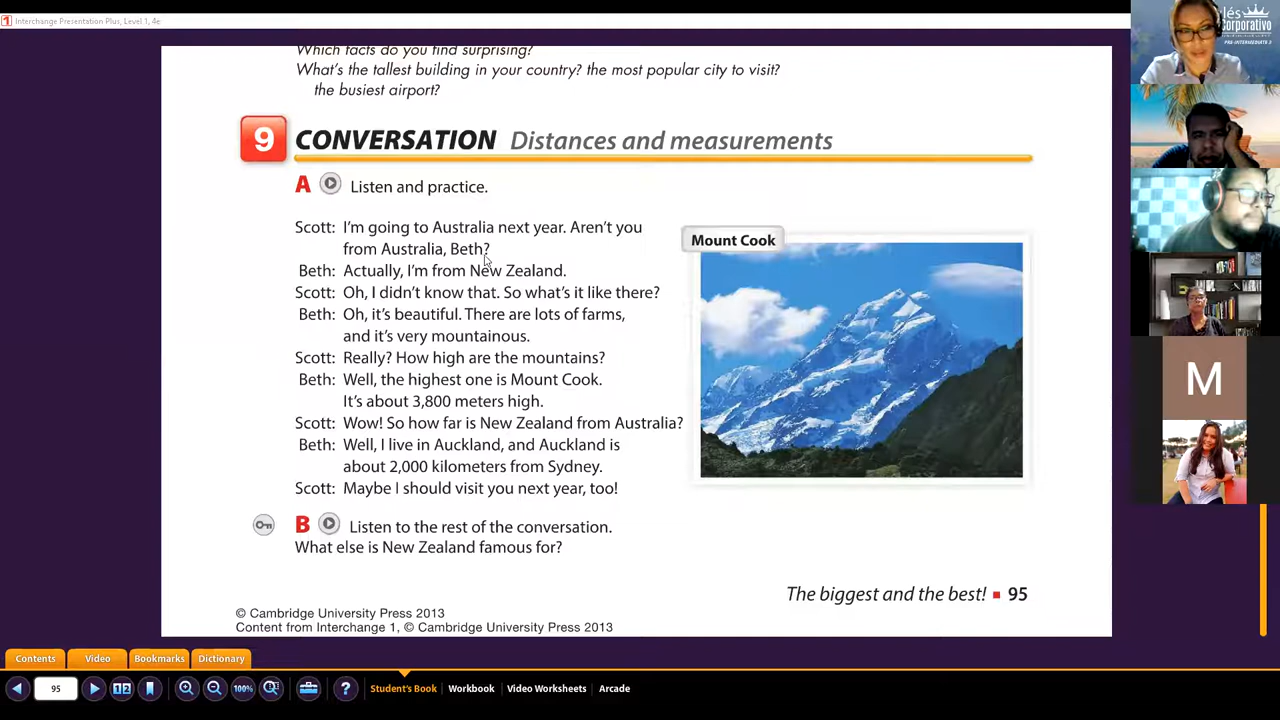 Interchange Presentation Plus, Level 1, 4e
lés
Corporativo
PRE-INTERMEDIATE 2
Which facts do you find surprising?
What's the tallest building in your country? the most popular city to visit?
the busiest airport?
9 CONVERSATION Distances and measurements
A Listen and practice.
Scott: I'm going to Australia next year. Aren't you
from Australia, Beth?
Beth: Actually, I'm from New Zealand.
Scott: Oh, I didn't know that. So what's it like there?
Beth: Oh, it's beautiful. There are lots of farms,
and it's very mountainous.
Scott: Really? How high are the mountains?
Beth: Well, the highest one is Mount Cook.
It's about 3,800 meters high.
Scott: Wow! So how far is New Zealand from Australia?
Beth: Well, I live in Auckland, and Auckland is
about 2,000 kilometers from Sydney.
Scott: Maybe I should visit you next year, too!
Mount Cook
B Listen to the rest of the conversation.
What else is New Zealand famous for?
The biggest and the best! ■ 95
© Cambridge University Press 2013
Content from Interchange 1, © Cambridge University Press 2013
M
Contents Video Bookmarks Dictionary
95 1 2 100% ? Student's Book Workbook Video Worksheets Arcade